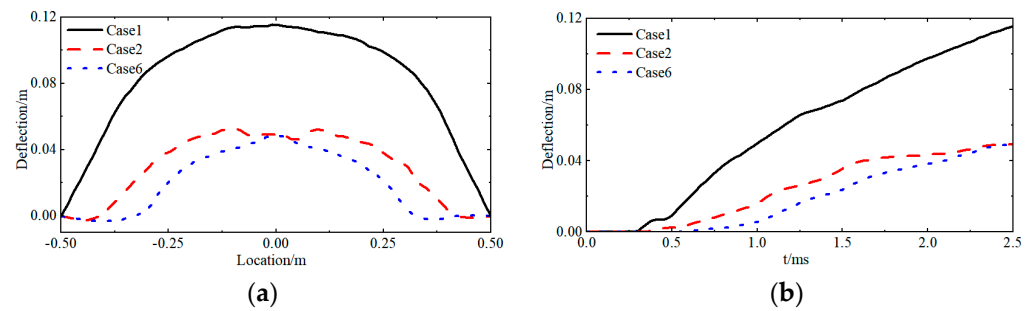 (a)
0.12
0.08
0.04
0.00
Deflection/m
Case1
Case2
Case6
-0.50
-0.25
0.00
0.25
0.50
Location/m
(b)
0.12
0.08
0.04
0.00
Deflection/m
Case1
Case2
Case6
0.0
0.5
1.0
1.5
2.0
2.5
t/ms
(a)
(b)